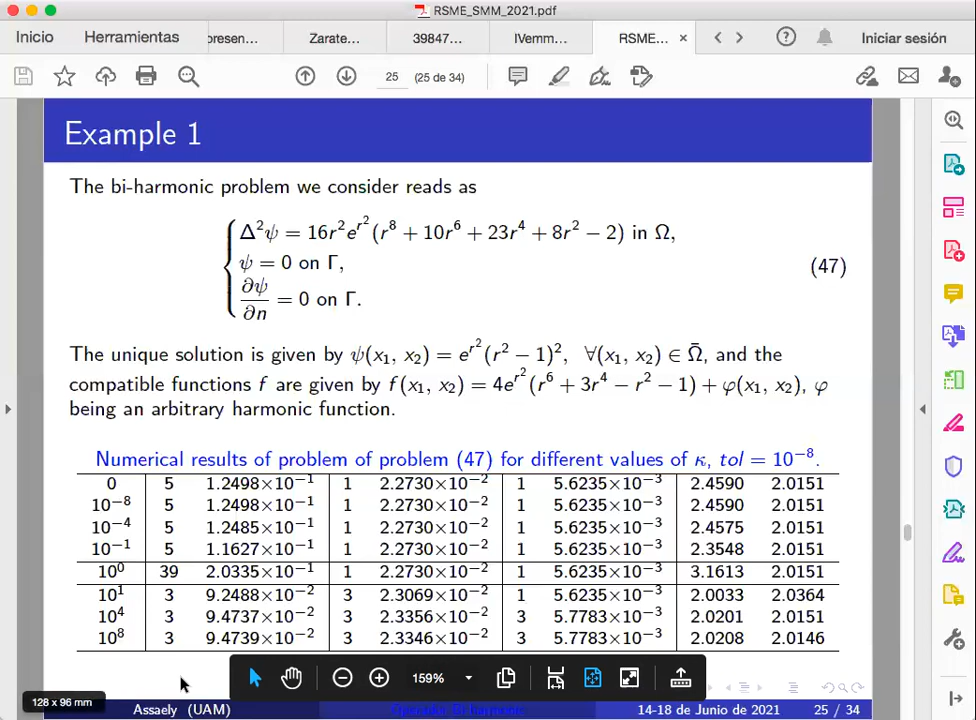 RSME_SMM_2021.pdf
Inicio Herramientas presen... Zarate... 39847... IVemm... RSME... × Iniciar sesión
25 (25 de 34)
Example 1
The bi-harmonic problem we consider reads as
Δ²ψ = 16r²e^{r²}(r⁸ + 10r⁶ + 23r⁴ + 8r² − 2) in Ω,
ψ = 0 on Γ,
(47)
∂ψ/∂n = 0 on Γ.
The unique solution is given by ψ(x₁, x₂) = e^{r²}(r² − 1)², ∀(x₁, x₂) ∈ Ω̄, and the
compatible functions f are given by f(x₁, x₂) = 4e^{r²}(r⁶ + 3r⁴ − r² − 1) + φ(x₁, x₂), φ
being an arbitrary harmonic function.
Numerical results of problem of problem (47) for different values of κ, tol = 10⁻⁸.
0 5 1.2498×10⁻¹ 1 2.2730×10⁻² 1 5.6235×10⁻³ 2.4590 2.0151
10⁻⁸ 5 1.2498×10⁻¹ 1 2.2730×10⁻² 1 5.6235×10⁻³ 2.4590 2.0151
10⁻⁴ 5 1.2485×10⁻¹ 1 2.2730×10⁻² 1 5.6235×10⁻³ 2.4575 2.0151
10⁻¹ 5 1.1627×10⁻¹ 1 2.2730×10⁻² 1 5.6235×10⁻³ 2.3548 2.0151
10⁰ 39 2.0335×10⁻¹ 1 2.2730×10⁻² 1 5.6235×10⁻³ 3.1613 2.0151
10¹ 3 9.2488×10⁻² 3 2.3069×10⁻² 1 5.6235×10⁻³ 2.0033 2.0364
10⁴ 3 9.4737×10⁻² 3 2.3356×10⁻² 3 5.7783×10⁻³ 2.0201 2.0151
10⁸ 3 9.4739×10⁻² 3 2.3346×10⁻² 3 5.7783×10⁻³ 2.0208 2.0146
159%
128 x 96 mm
Assaely (UAM) 14-18 de Junio de 2021 25 / 34